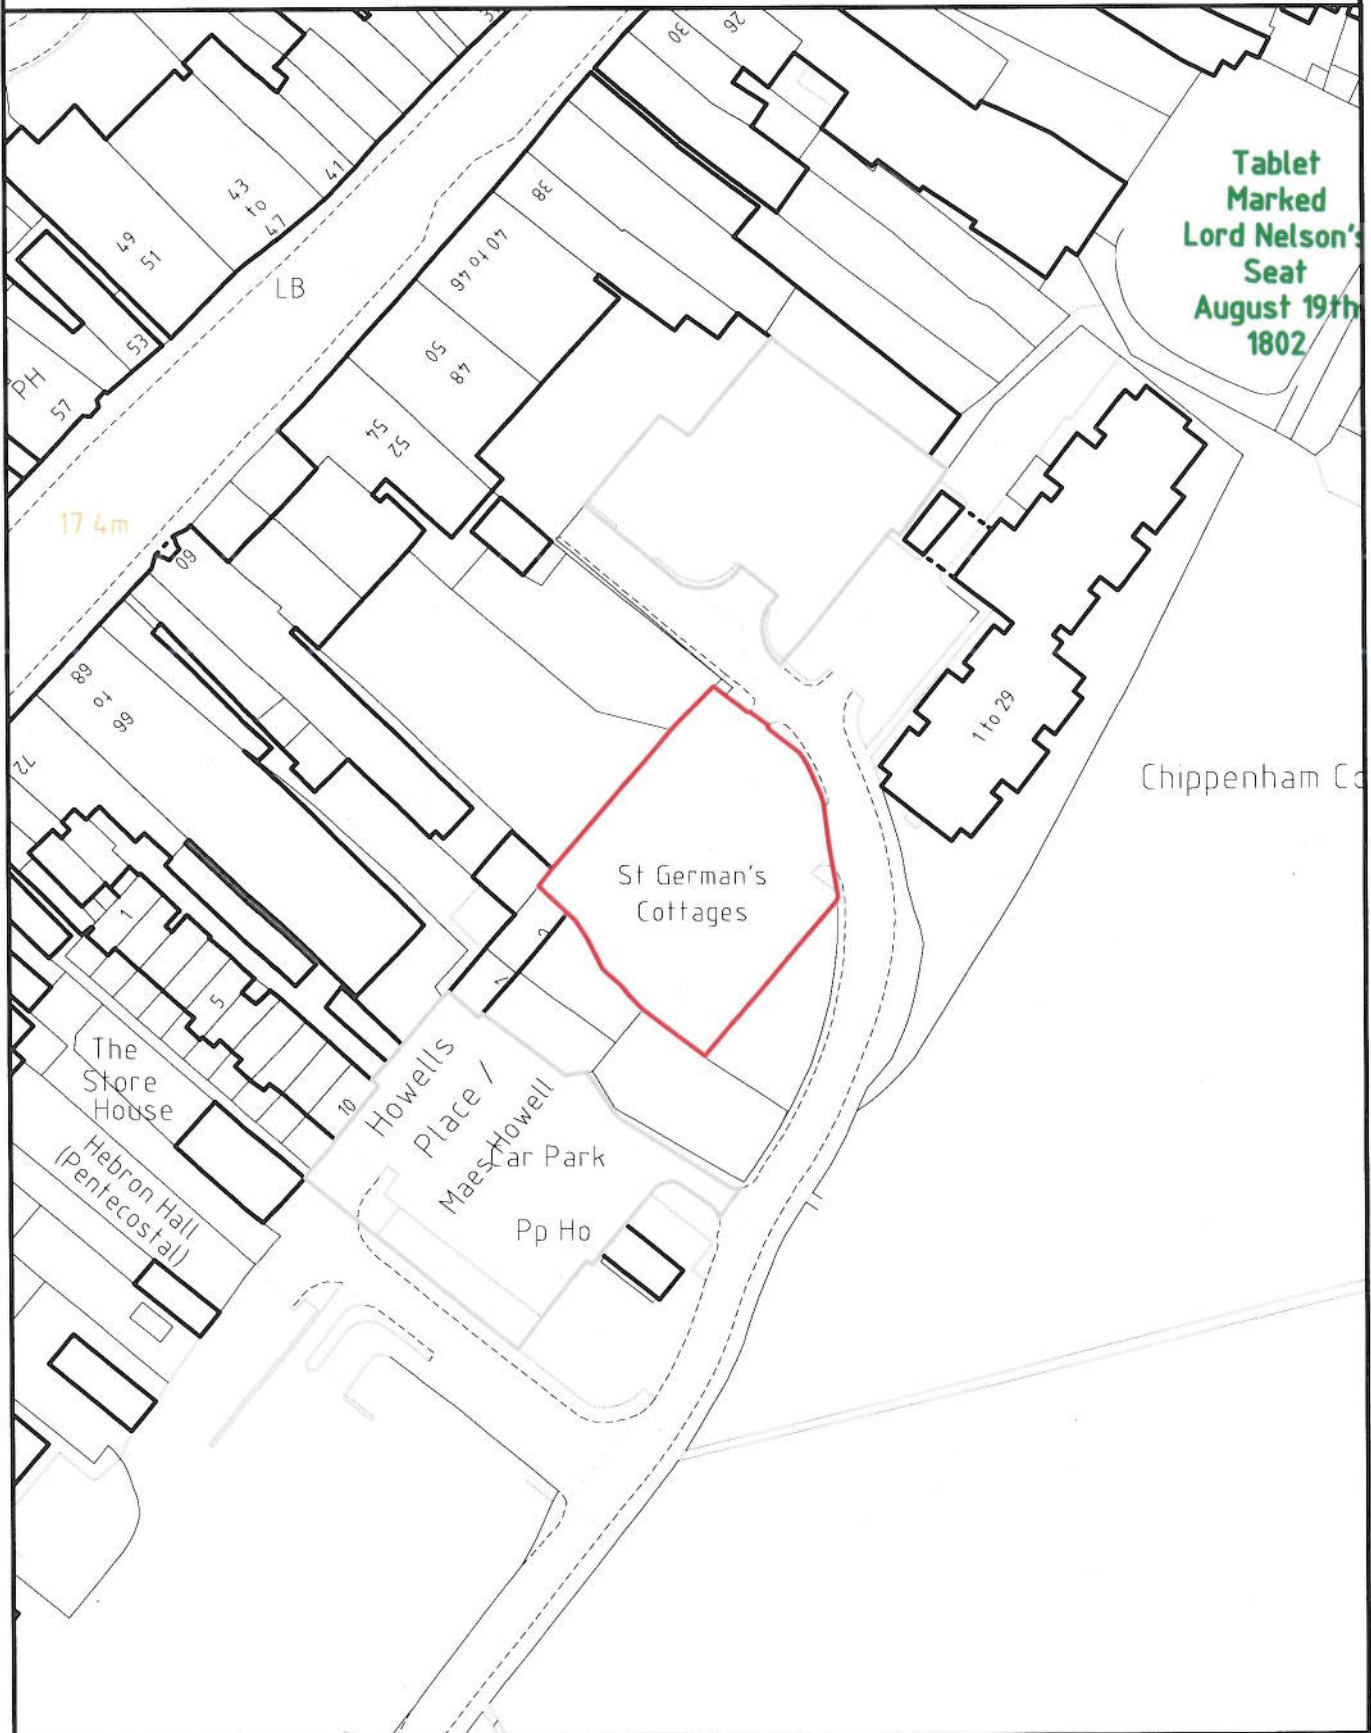 26
30
Tablet
Marked
Lord Nelson's
Seat
August 19th
1802
41
43
to
47
49
51
53
PH
57
LB
38
40 to 46
48
50
52
54
17 4m
60
66
to
68
72
1 to 29
Chippenham Co
St German's
Cottages
1
5
10
2
1
The
Store
House
Hebron Hall
(Pentecostal)
Howells
Place /
Maes Howell
Car Park
Pp Ho